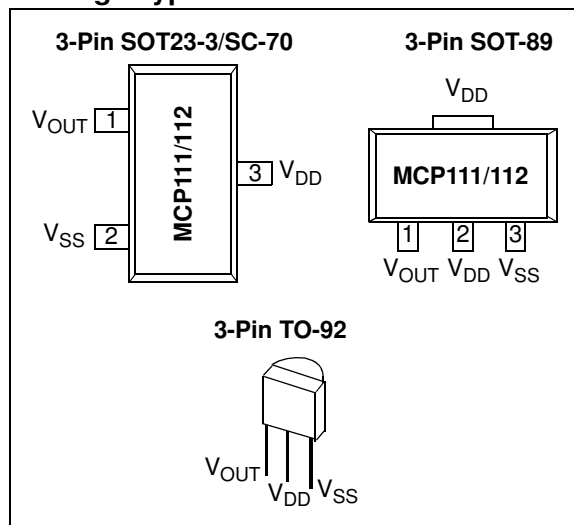 3-Pin SOT23-3/SC-70
VOUT 1
MCP111/112
3 VDD
VSS 2
3-Pin SOT-89
VDD
MCP111/112
1 2 3
VOUT VDD VSS
3-Pin TO-92
VOUT
VDD VSS